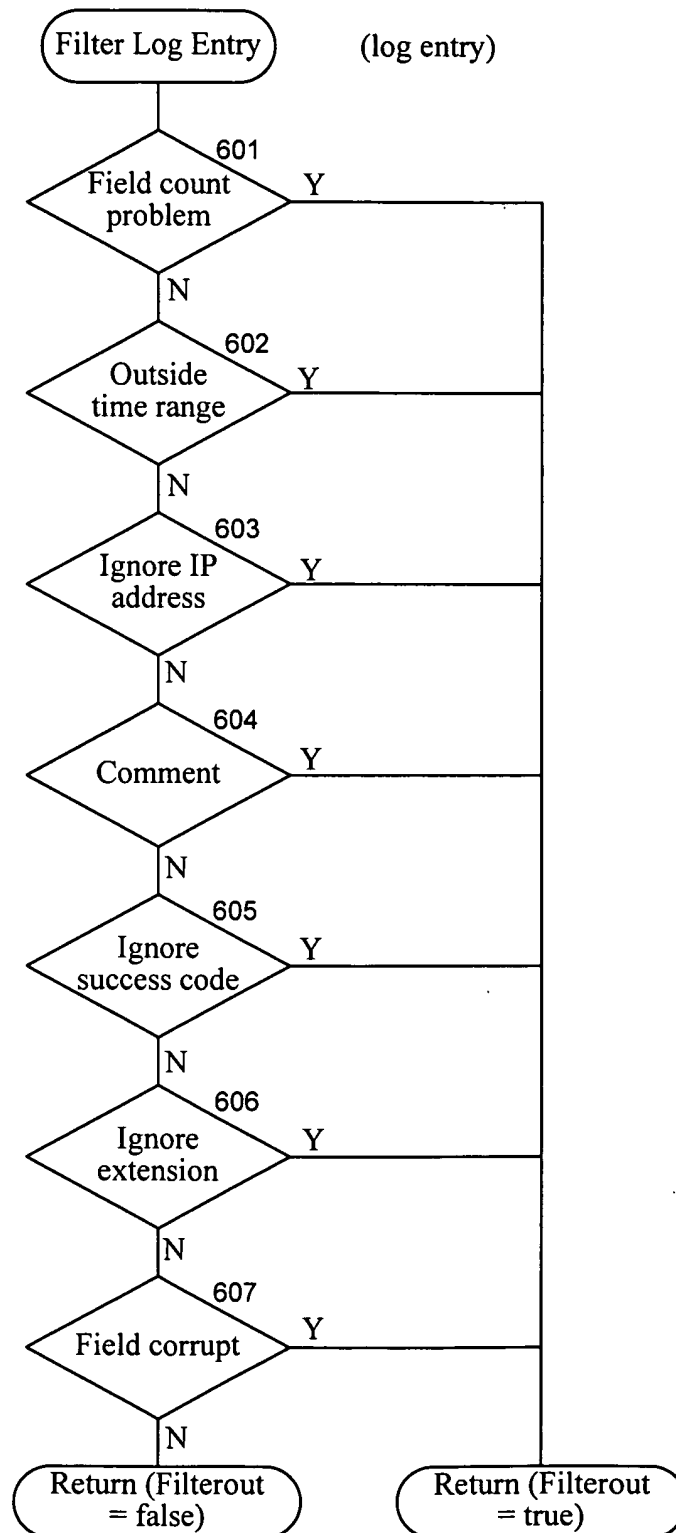 Filter Log Entry
(log entry)
601
Field count
problem
Y
N
602
Outside
time range
Y
N
603
Ignore IP
address
Y
N
604
Comment
Y
N
605
Ignore
success code
Y
N
606
Ignore
extension
Y
N
607
Field corrupt
Y
N
Return (Filterout
= false)
Return (Filterout
= true)